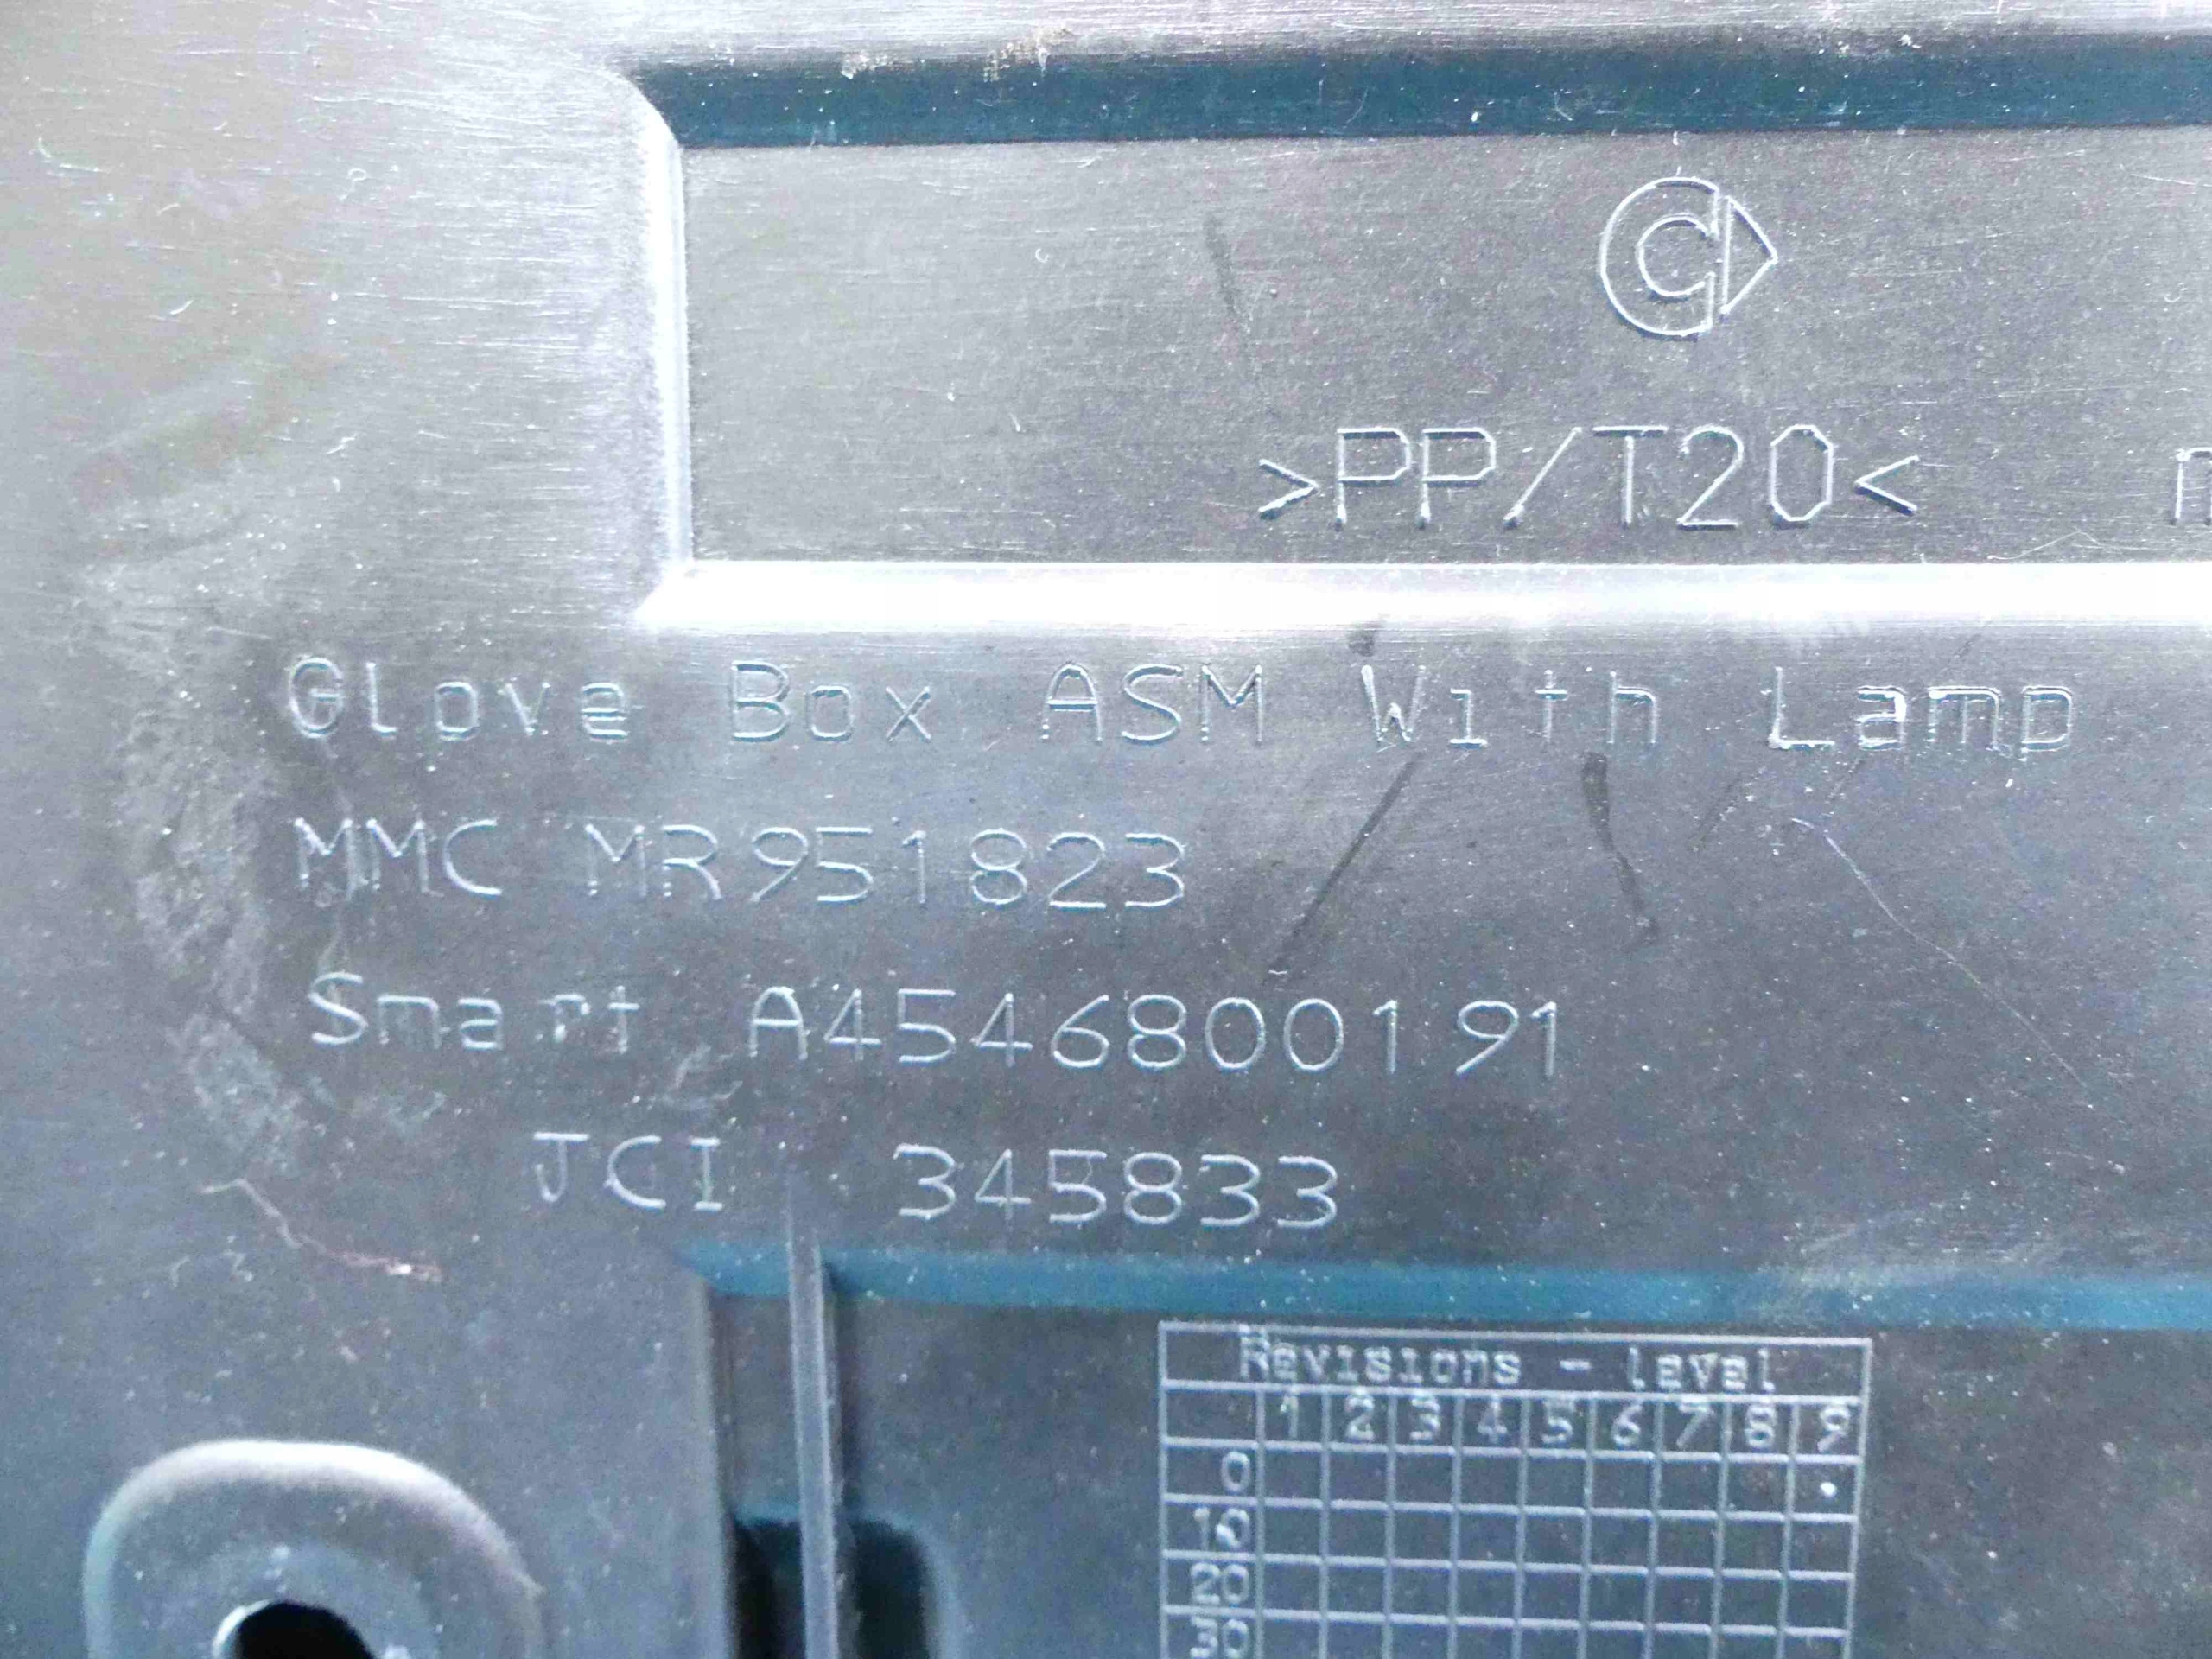 >PP/T20<
Glove Box ASM With Lamp
MMC MR951823
Smart A4546800191
JCI 345833
Revisions - level
1 2 3 4 5 6 7 8 9
0
10
20
30